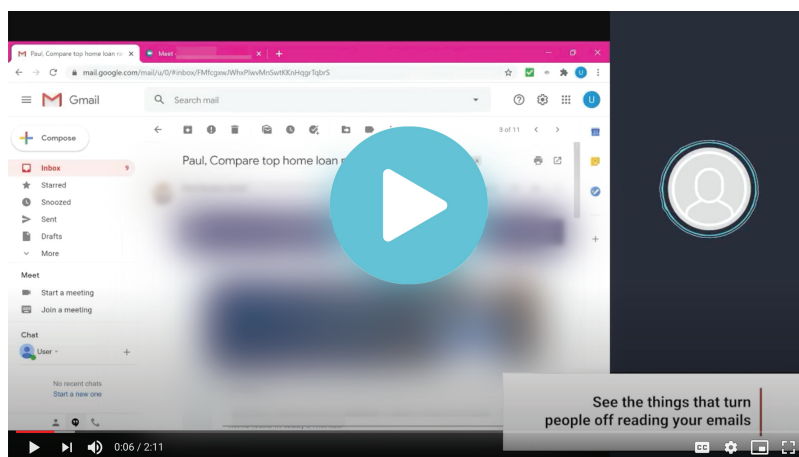 Paul, Compare top home loan ra
Meet -
mail.google.com/mail/u/0/#inbox/FMfcgxwJWhxPlwvMnSwtKKnHqgrTqbrS
Gmail
Search mail
U
Compose
3 of 11
Inbox 9
Paul, Compare top home loan
Starred
Snoozed
Sent
Drafts
More
Meet
Start a meeting
Join a meeting
Chat
User
No recent chats
Start a new one
See the things that turn
people off reading your emails
0:06 / 2:11
CC